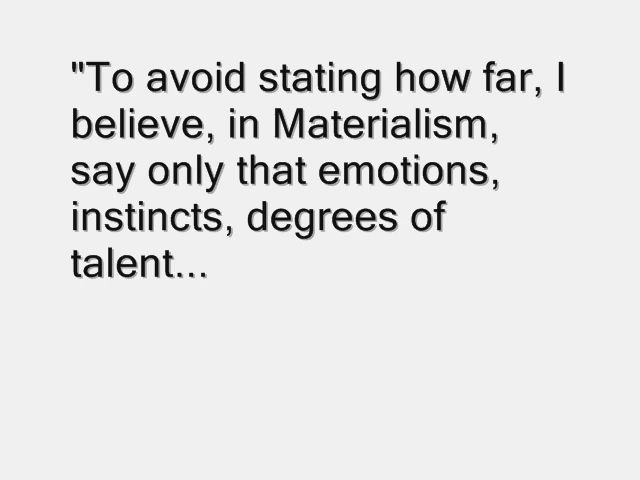 "To avoid stating how far, I
believe, in Materialism,
say only that emotions,
instincts, degrees of
talent...